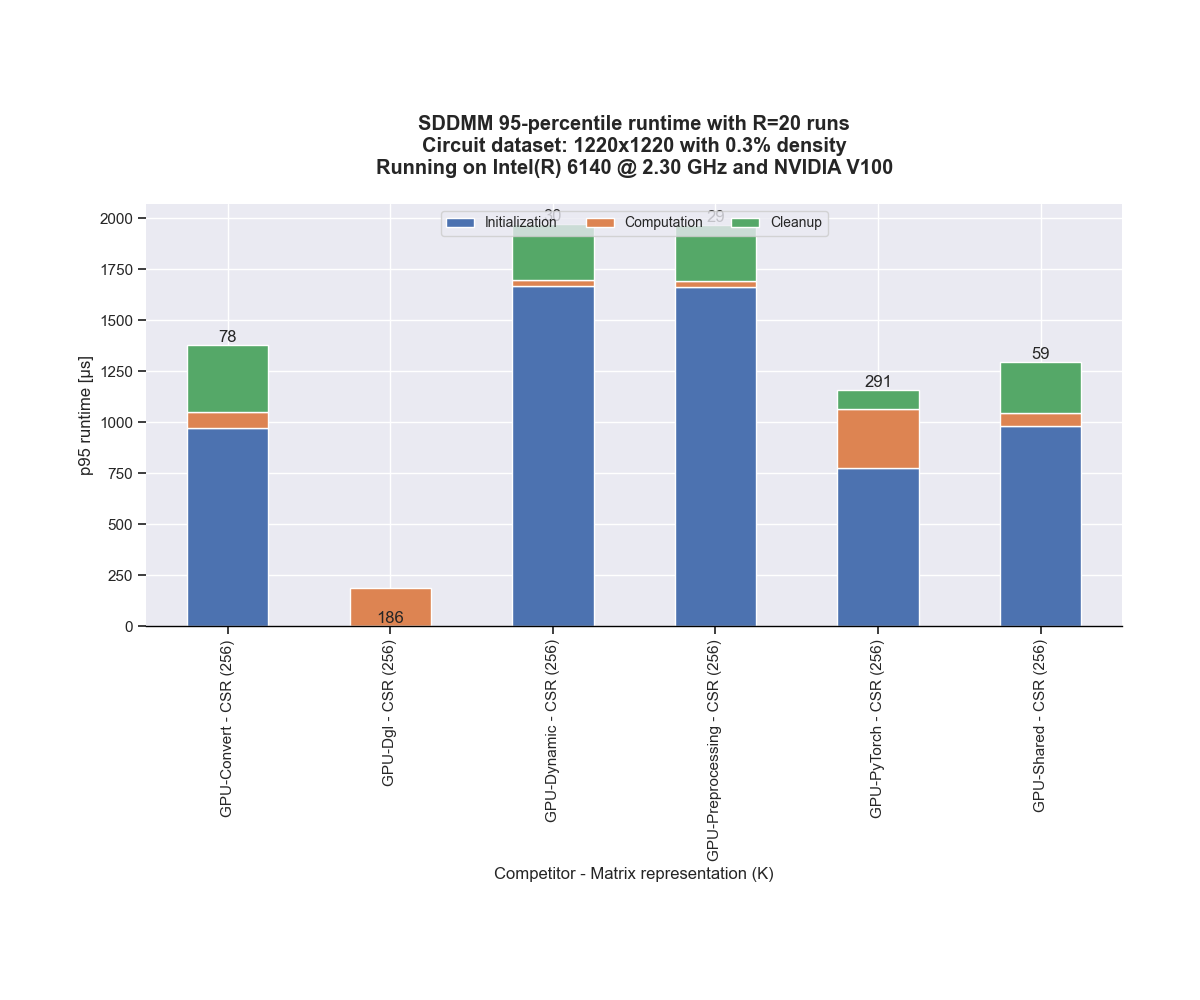 SDDMM 95-percentile runtime with R=20 runs
Circuit dataset: 1220x1220 with 0.3% density
Running on Intel(R) 6140 @ 2.30 GHz and NVIDIA V100
30
29
Initialization
Computation
Cleanup
2000
1750
1500
1250
1000
750
500
250
0
p95 runtime [µs]
78
186
291
59
GPU-Convert - CSR (256)
GPU-Dgl - CSR (256)
GPU-Dynamic - CSR (256)
GPU-Preprocessing - CSR (256)
GPU-PyTorch - CSR (256)
GPU-Shared - CSR (256)
Competitor - Matrix representation (K)